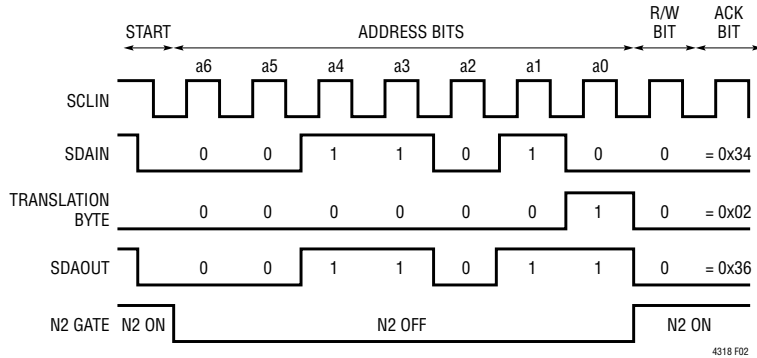 START ADDRESS BITS R/W BIT ACK BIT
a6 a5 a4 a3 a2 a1 a0
SCLIN
SDAIN 0 0 1 1 0 1 0 0 = 0x34
TRANSLATION BYTE 0 0 0 0 0 0 1 0 = 0x02
SDAOUT 0 0 1 1 0 1 1 0 = 0x36
N2 GATE N2 ON N2 OFF N2 ON
4318 F02